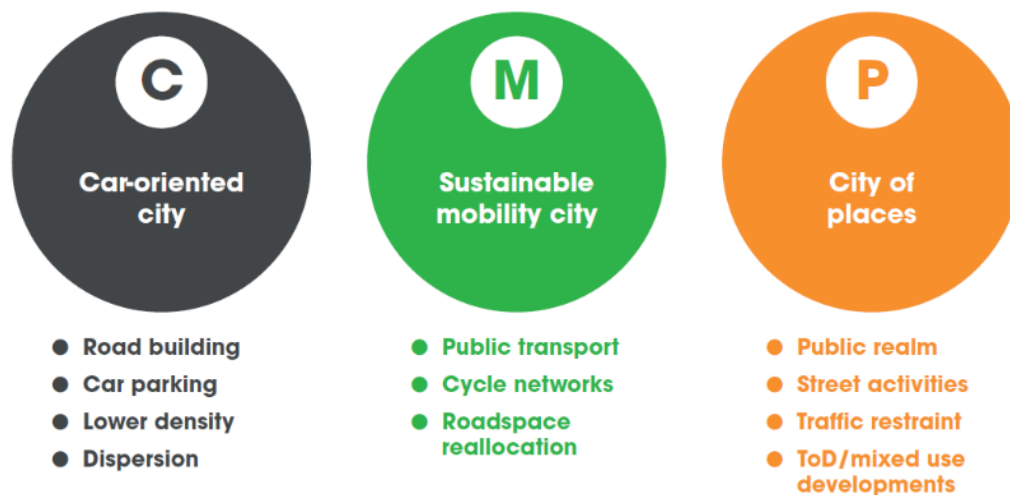 C
Car-oriented
city
● Road building
● Car parking
● Lower density
● Dispersion
M
Sustainable
mobility city
● Public transport
● Cycle networks
● Roadspace
reallocation
P
City of
places
● Public realm
● Street activities
● Traffic restraint
● ToD/mixed use
developments